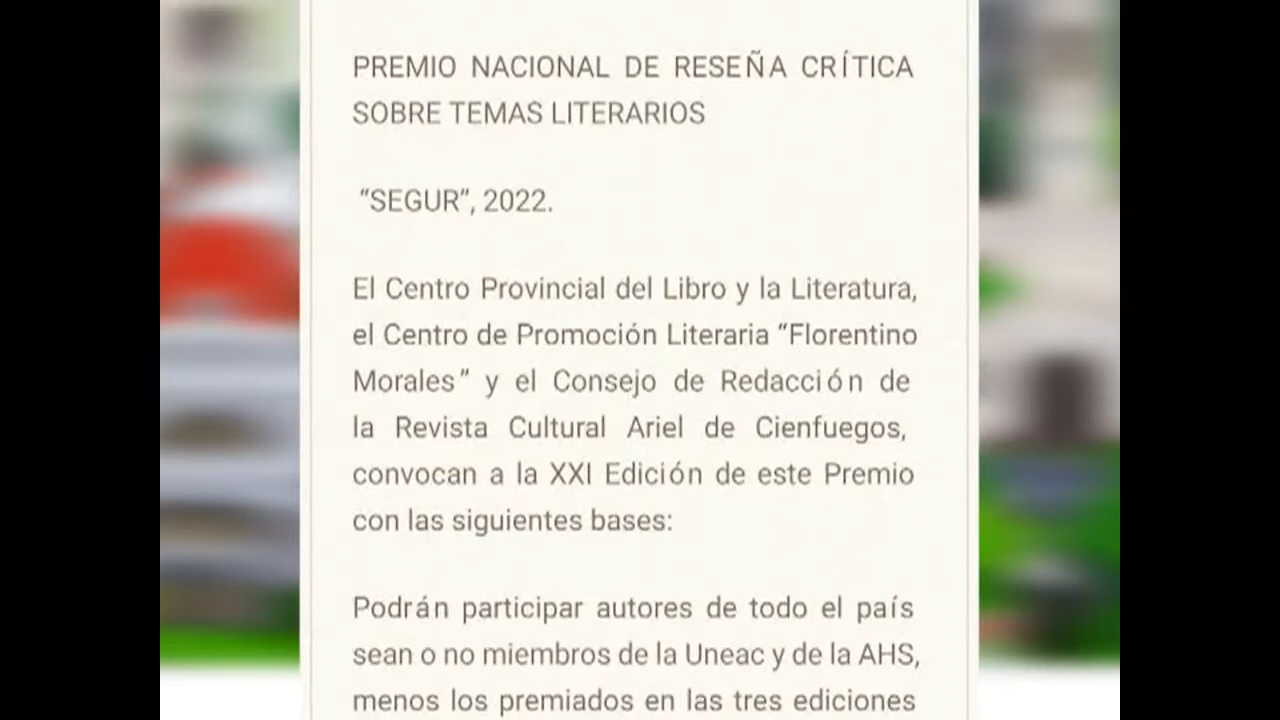 PREMIO NACIONAL DE RESEÑA CRÍTICA
SOBRE TEMAS LITERARIOS
“SEGUR”, 2022.
El Centro Provincial del Libro y la Literatura,
el Centro de Promoción Literaria “Florentino
Morales” y el Consejo de Redacción de
la Revista Cultural Ariel de Cienfuegos,
convocan a la XXI Edición de este Premio
con las siguientes bases:
Podrán participar autores de todo el país
sean o no miembros de la Uneac y de la AHS,
menos los premiados en las tres ediciones